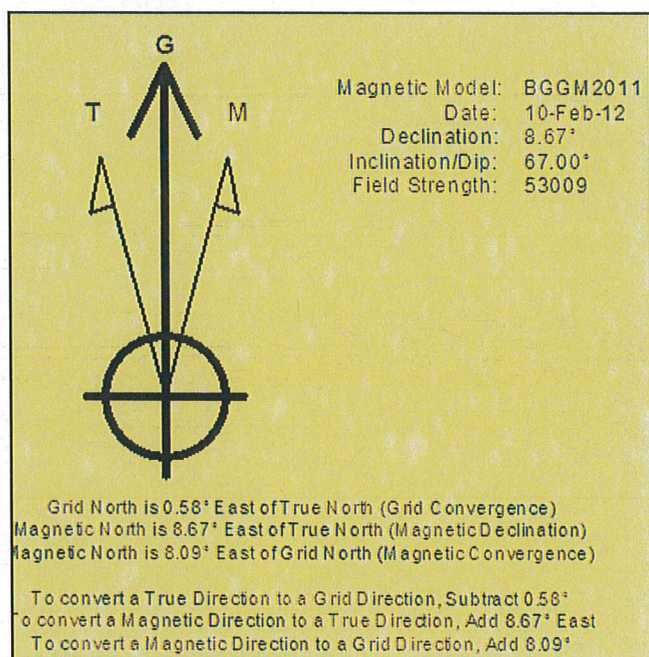 G
T M
Magnetic Model: BGGM2011
Date: 10-Feb-12
Declination: 8.67°
Inclination/Dip: 67.00°
Field Strength: 53009
Grid North is 0.58° East of True North (Grid Convergence)
Magnetic North is 8.67° East of True North (Magnetic Declination)
Magnetic North is 8.09° East of Grid North (Magnetic Convergence)
To convert a True Direction to a Grid Direction, Subtract 0.58°
To convert a Magnetic Direction to a True Direction, Add 8.67° East
To convert a Magnetic Direction to a Grid Direction, Add 8.09°